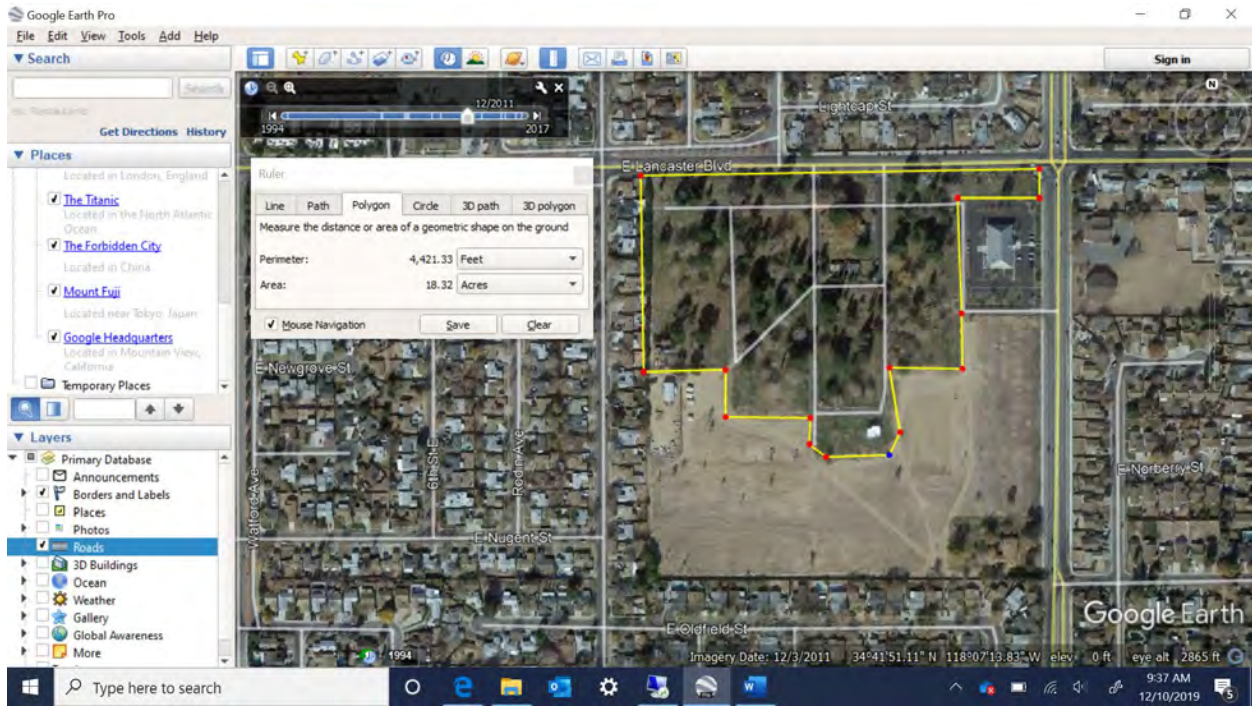 Google Earth Pro
File Edit View Tools Add Help
Search
Sign in
Search
Get Directions History
12/2011
1994 2017
N
Places
Located in London, England
The Titanic
Located in the North Atlantic
Ocean
The Forbidden City
Located in China
Mount Fuji
Located near Tokyo, Japan
Google Headquarters
Located in Mountain View,
California
Temporary Places
Layers
Primary Database
Announcements
Borders and Labels
Places
Photos
Roads
3D Buildings
Ocean
Weather
Gallery
Global Awareness
More
Ruler
Line Path Polygon Circle 3D path 3D polygon
Measure the distance or area of a geometric shape on the ground
Perimeter: 4,421.33 Feet
Area: 18.32 Acres
Mouse Navigation Save Clear
Lightcap St
E Lancaster Blvd
E Newgrove St
6th St E
Rodin Ave
Watford Ave
E Norberry St
E Nugent St
E Oldfield St
Google Earth
1994
Imagery Date: 12/3/2011 34°41'51.11" N 118°07'13.83" W elev 0 ft eye alt 2865 ft
Type here to search
9:37 AM
12/10/2019
5